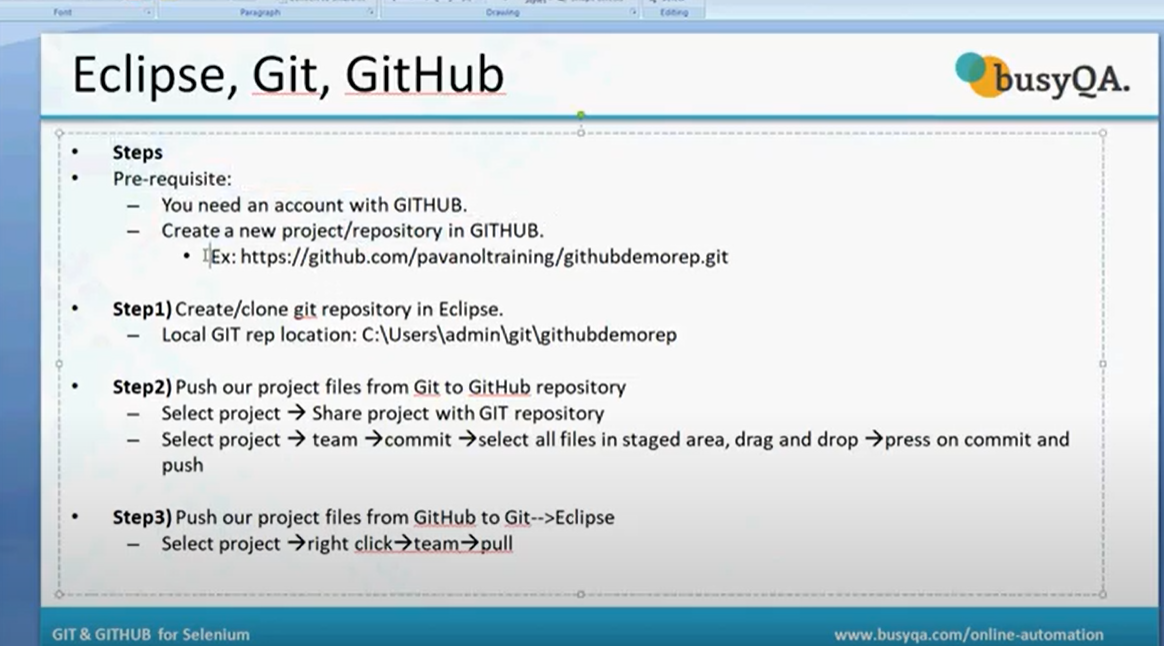 Font Paragraph Drawing Editing
Eclipse, Git, GitHub
busyQA.
• Steps
• Pre-requisite:
– You need an account with GITHUB.
– Create a new project/repository in GITHUB.
• Ex: https://github.com/pavanoltraining/githubdemorep.git
• Step1) Create/clone git repository in Eclipse.
– Local GIT rep location: C:\Users\admin\git\githubdemorep
• Step2) Push our project files from Git to GitHub repository
– Select project → Share project with GIT repository
– Select project → team →commit →select all files in staged area, drag and drop →press on commit and
push
• Step3) Push our project files from GitHub to Git-->Eclipse
– Select project →right click→team→pull
GIT & GITHUB for Selenium
www.busyqa.com/online-automation